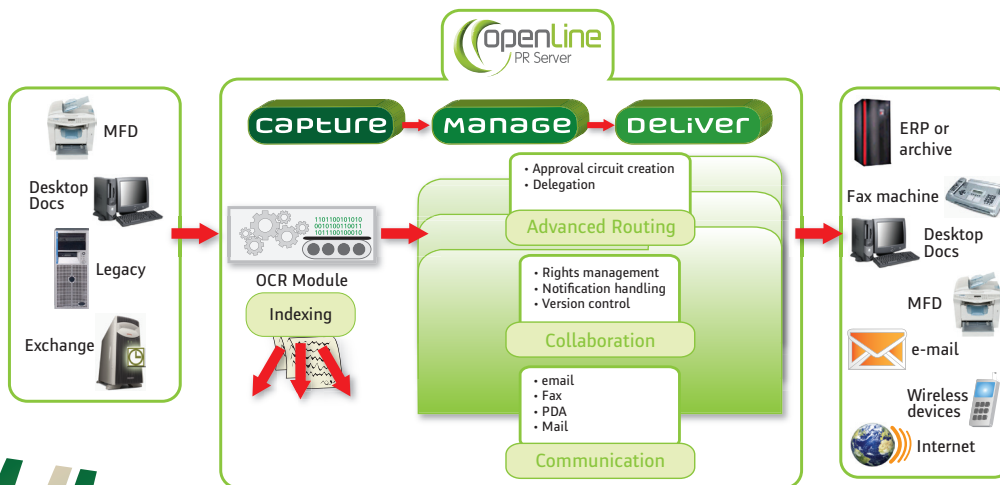 openLine
PR Server
CAPTURE
MANAGE
DELIVER
MFD
Desktop
Docs
Legacy
Exchange
1101100101010
0010100110011
1011100100010
OCR Module
Indexing
• Approval circuit creation
• Delegation
Advanced Routing
• Rights management
• Notification handling
• Version control
Collaboration
• email
• Fax
• PDA
• Mail
Communication
ERP or
archive
Fax machine
Desktop
Docs
MFD
e-mail
Wireless
devices
Internet